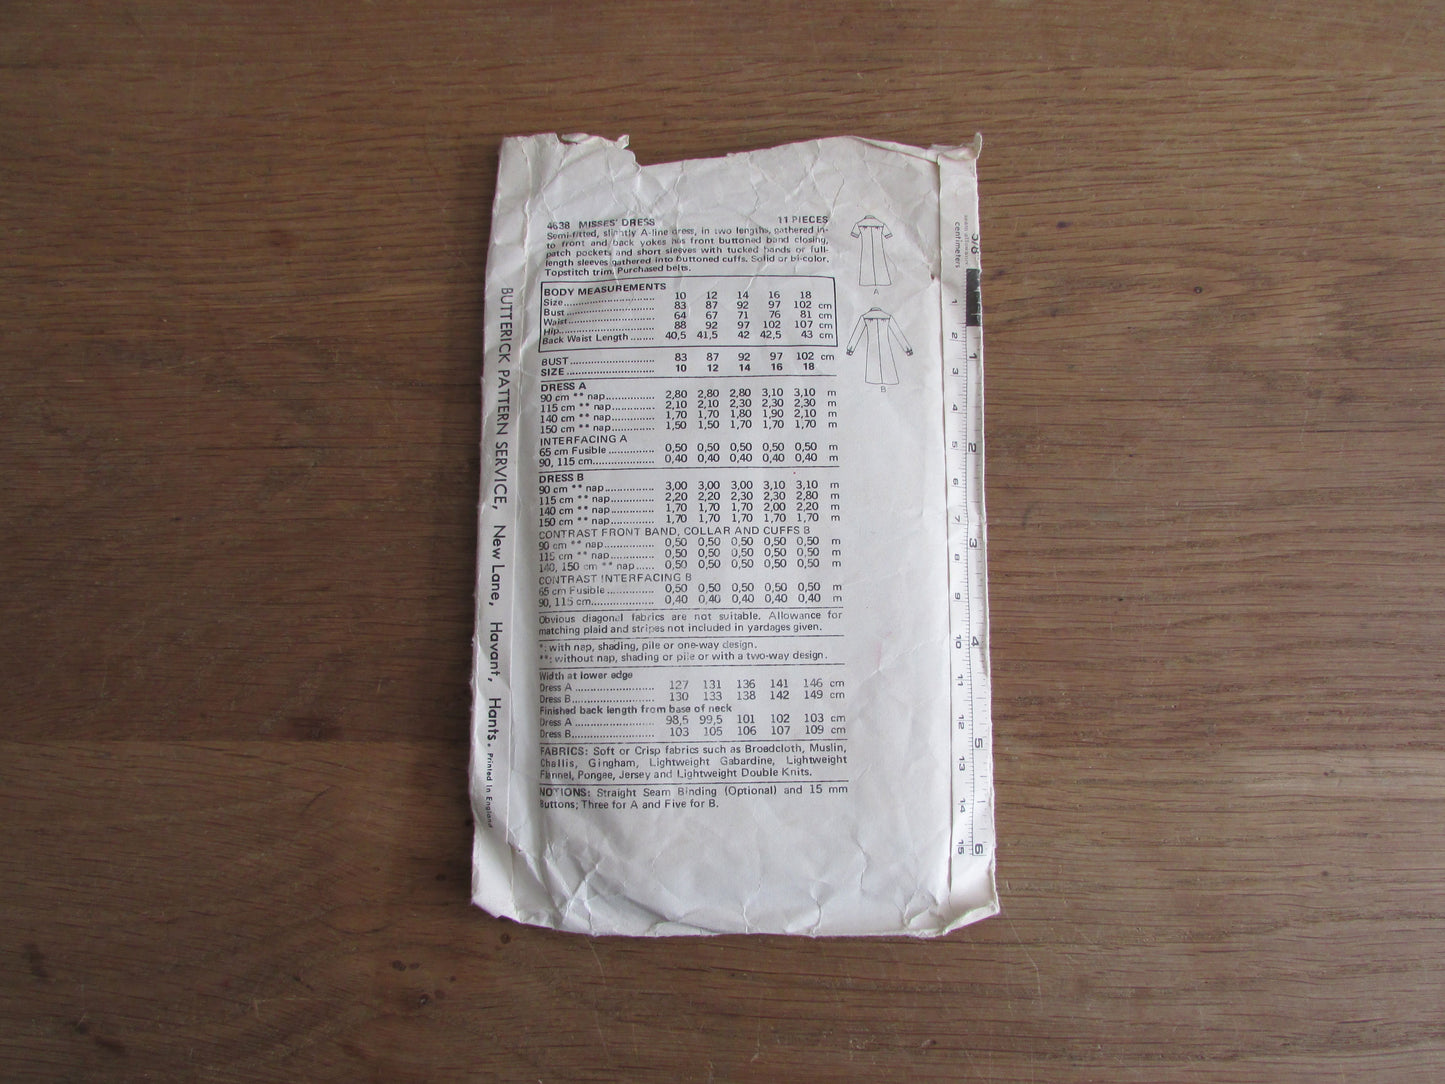 4638 MISSES' DRESS 11 PIECES
Semi-fitted, slightly A-line dress, in two lengths, gathered in-
to front and back yokes has front buttoned band closing,
patch pockets and short sleeves with tucked bands or full-
length sleeves gathered into buttoned cuffs. Solid or bi-color.
Topstitch trim. Purchased belts.
BODY MEASUREMENTS
Size 10 12 14 16 18
Bust 83 87 92 97 102 cm
Waist 64 67 71 76 81 cm
Hip 88 92 97 102 107 cm
Back Waist Length 40,5 41,5 42 42,5 43 cm
BUST 83 87 92 97 102 cm
SIZE 10 12 14 16 18
DRESS A
90 cm ** nap 2,80 2,80 2,80 3,10 3,10 m
115 cm ** nap 2,10 2,10 2,30 2,30 2,30 m
140 cm ** nap 1,70 1,70 1,80 1,90 2,10 m
150 cm ** nap 1,50 1,50 1,70 1,70 1,70 m
INTERFACING A
65 cm Fusible 0,50 0,50 0,50 0,50 0,50 m
90, 115 cm 0,40 0,40 0,40 0,40 0,40 m
DRESS B
90 cm ** nap 3,00 3,00 3,00 3,10 3,10 m
115 cm ** nap 2,20 2,20 2,30 2,30 2,80 m
140 cm ** nap 1,70 1,70 1,70 2,00 2,20 m
150 cm ** nap 1,70 1,70 1,70 1,70 1,70 m
CONTRAST FRONT BAND, COLLAR AND CUFFS B
90 cm ** nap 0,50 0,50 0,50 0,50 0,50 m
115 cm ** nap 0,50 0,50 0,50 0,50 0,50 m
140, 150 cm ** nap 0,50 0,50 0,50 0,50 0,50 m
CONTRAST INTERFACING B
65 cm Fusible 0,50 0,50 0,50 0,50 0,50 m
90, 115 cm 0,40 0,40 0,40 0,40 0,40 m
Obvious diagonal fabrics are not suitable. Allowance for
matching plaid and stripes not included in yardages given.
*: with nap, shading, pile or one-way design.
**: without nap, shading or pile or with a two-way design.
Width at lower edge
Dress A 127 131 136 141 146 cm
Dress B 130 133 138 142 149 cm
Finished back length from base of neck
Dress A 98,5 99,5 101 102 103 cm
Dress B 103 105 106 107 109 cm
FABRICS: Soft or Crisp fabrics such as Broadcloth, Muslin,
Challis, Gingham, Lightweight Gabardine, Lightweight
Flannel, Pongee, Jersey and Lightweight Double Knits.
NOTIONS: Straight Seam Binding (Optional) and 15 mm
Buttons; Three for A and Five for B.
A
B
BUTTERICK PATTERN SERVICE, New Lane, Havant, Hants. Printed in England
centimeters
5/8
1 2 3 4 5 6 7 8 9 10 11 12 13 14 15
1 2 3 4 5 6